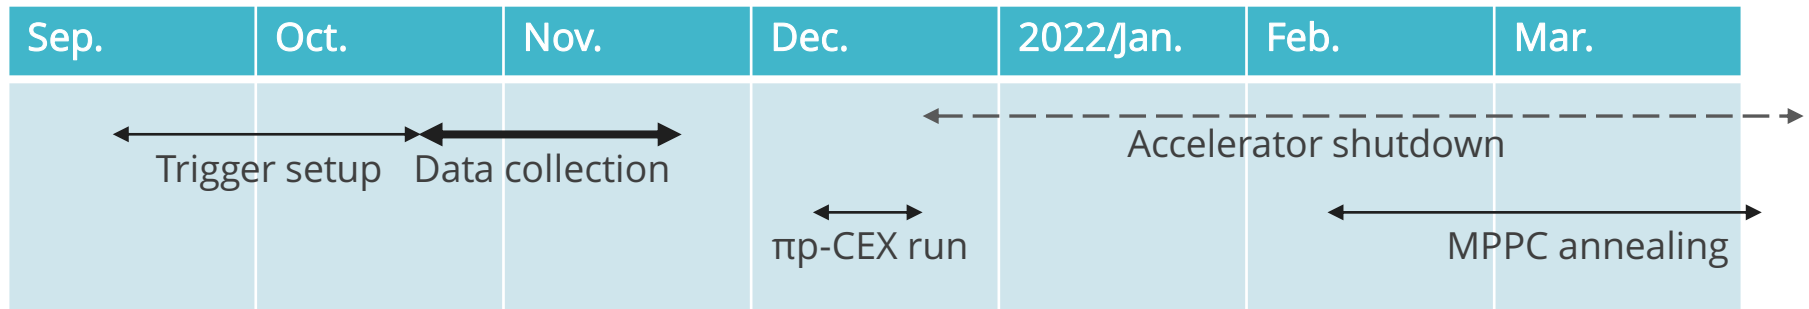 Sep.
Oct.
Nov.
Dec.
2022/Jan.
Feb.
Mar.
Accelerator shutdown
Trigger setup
Data collection
πp-CEX run
MPPC annealing